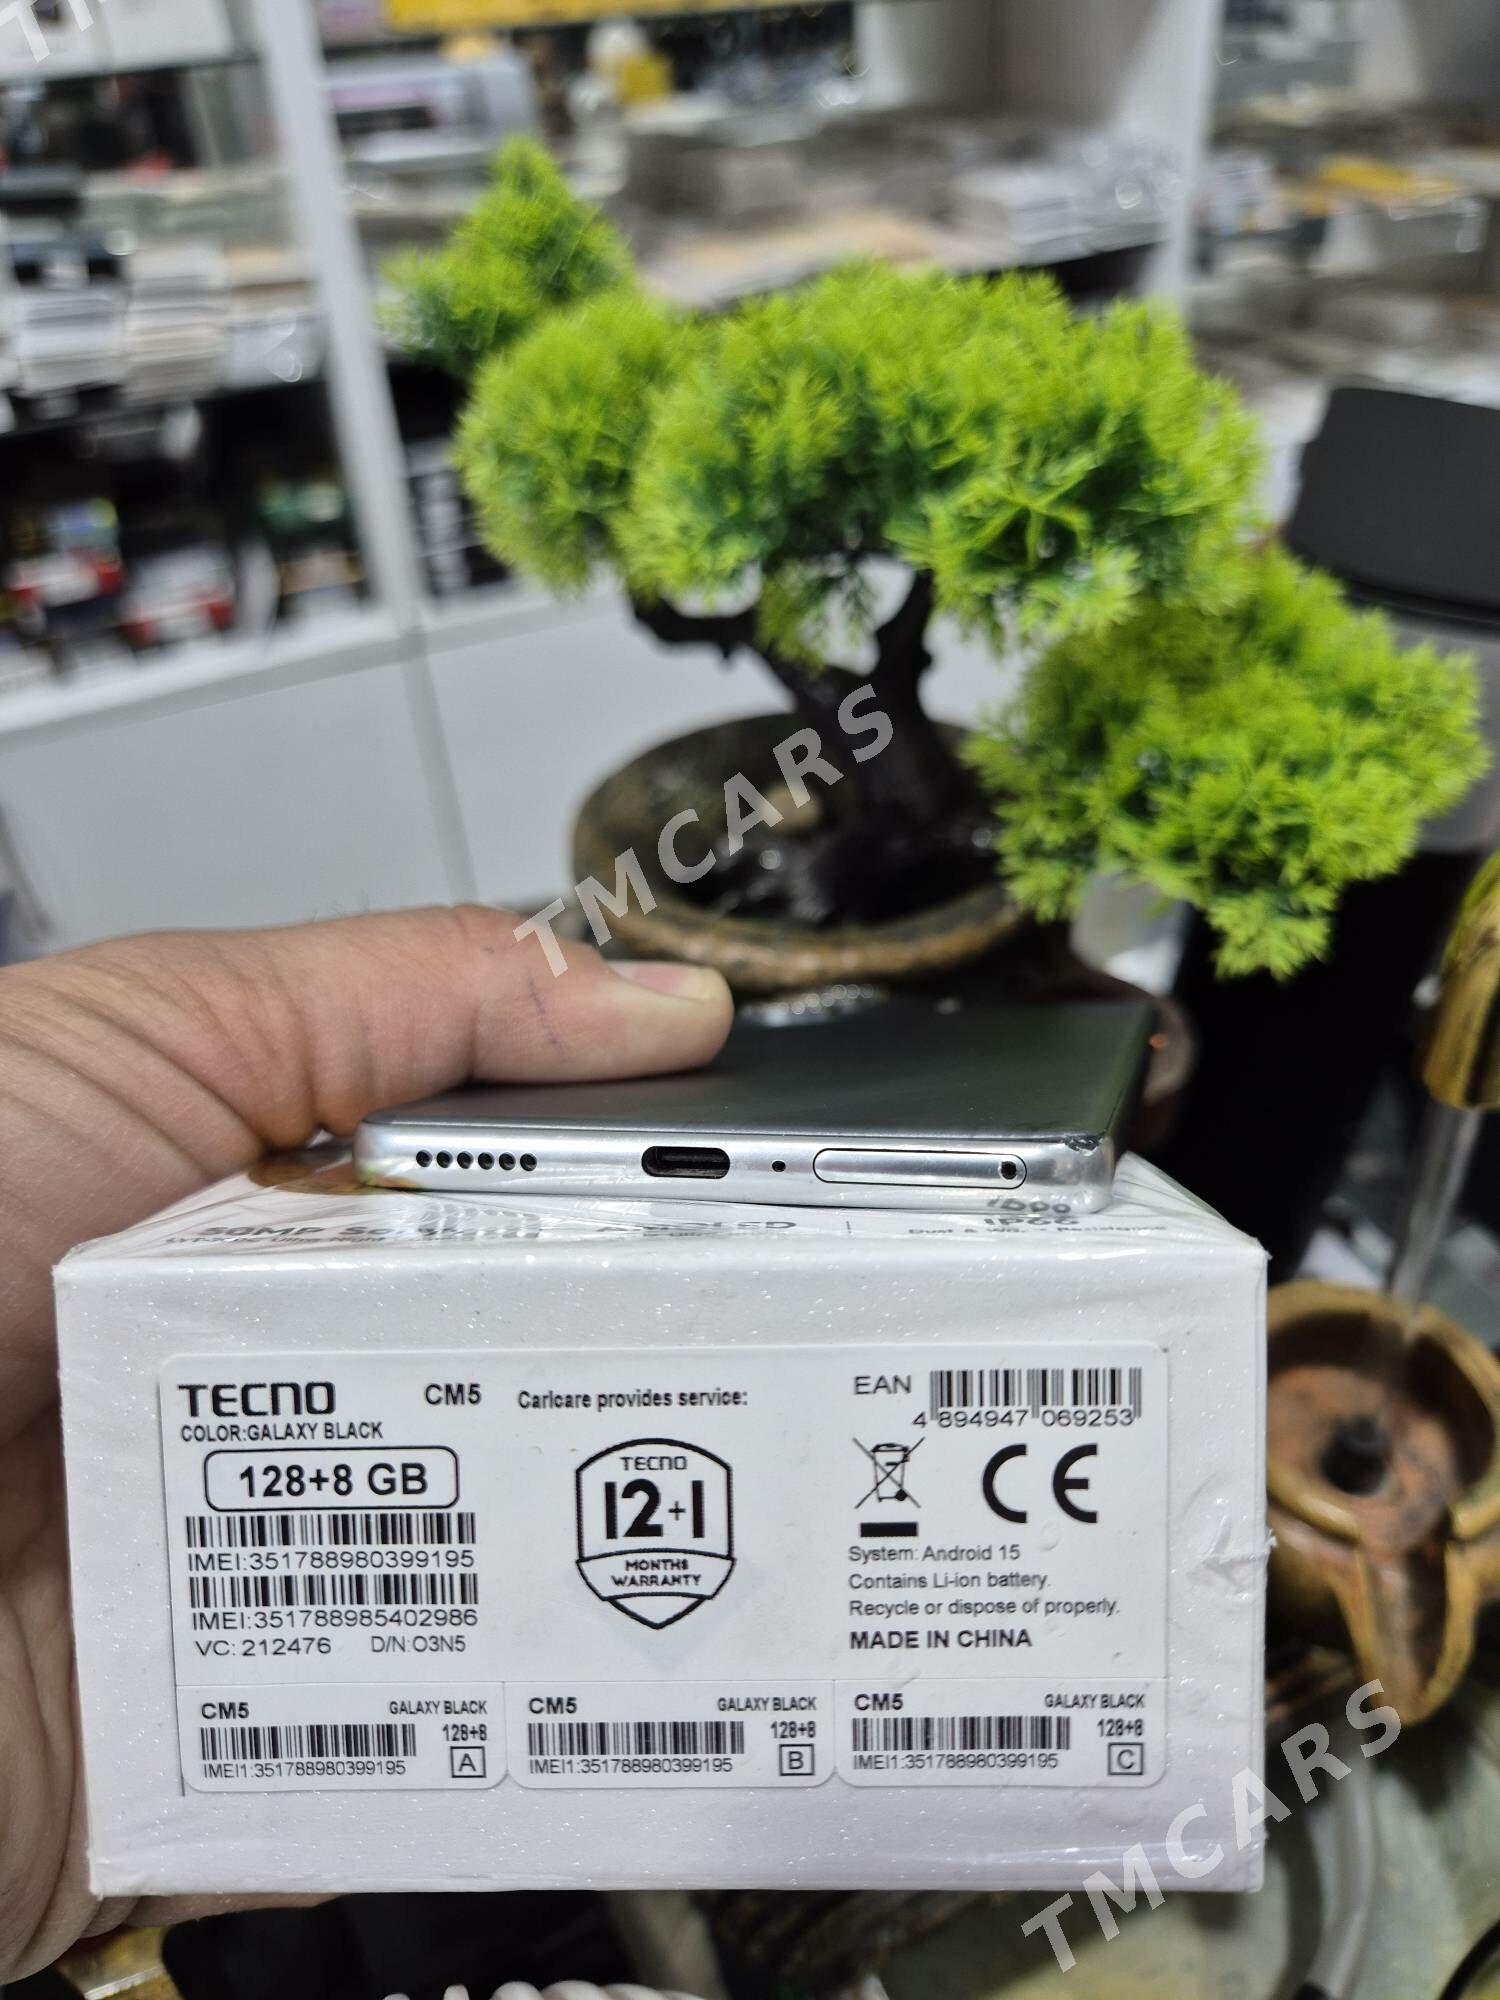 TMCARS
50MP
AMOLED
IP66
TECNO CM5
COLOR:GALAXY BLACK
128+8 GB
IMEI:351788980399195
IMEI:351788985402986
VC: 212476 D/N:O3N5
Carlcare provides service:
TECNO
12+1
MONTHS
WARRANTY
EAN
4 894947 069253
CE
System: Android 15
Contains Li-ion battery.
Recycle or dispose of properly.
MADE IN CHINA
CM5 GALAXY BLACK
128+8
IMEI1:351788980399195 A
CM5 GALAXY BLACK
128+8
IMEI1:351788980399195 B
CM5 GALAXY BLACK
128+8
IMEI1:351788980399195 C
TMCARS